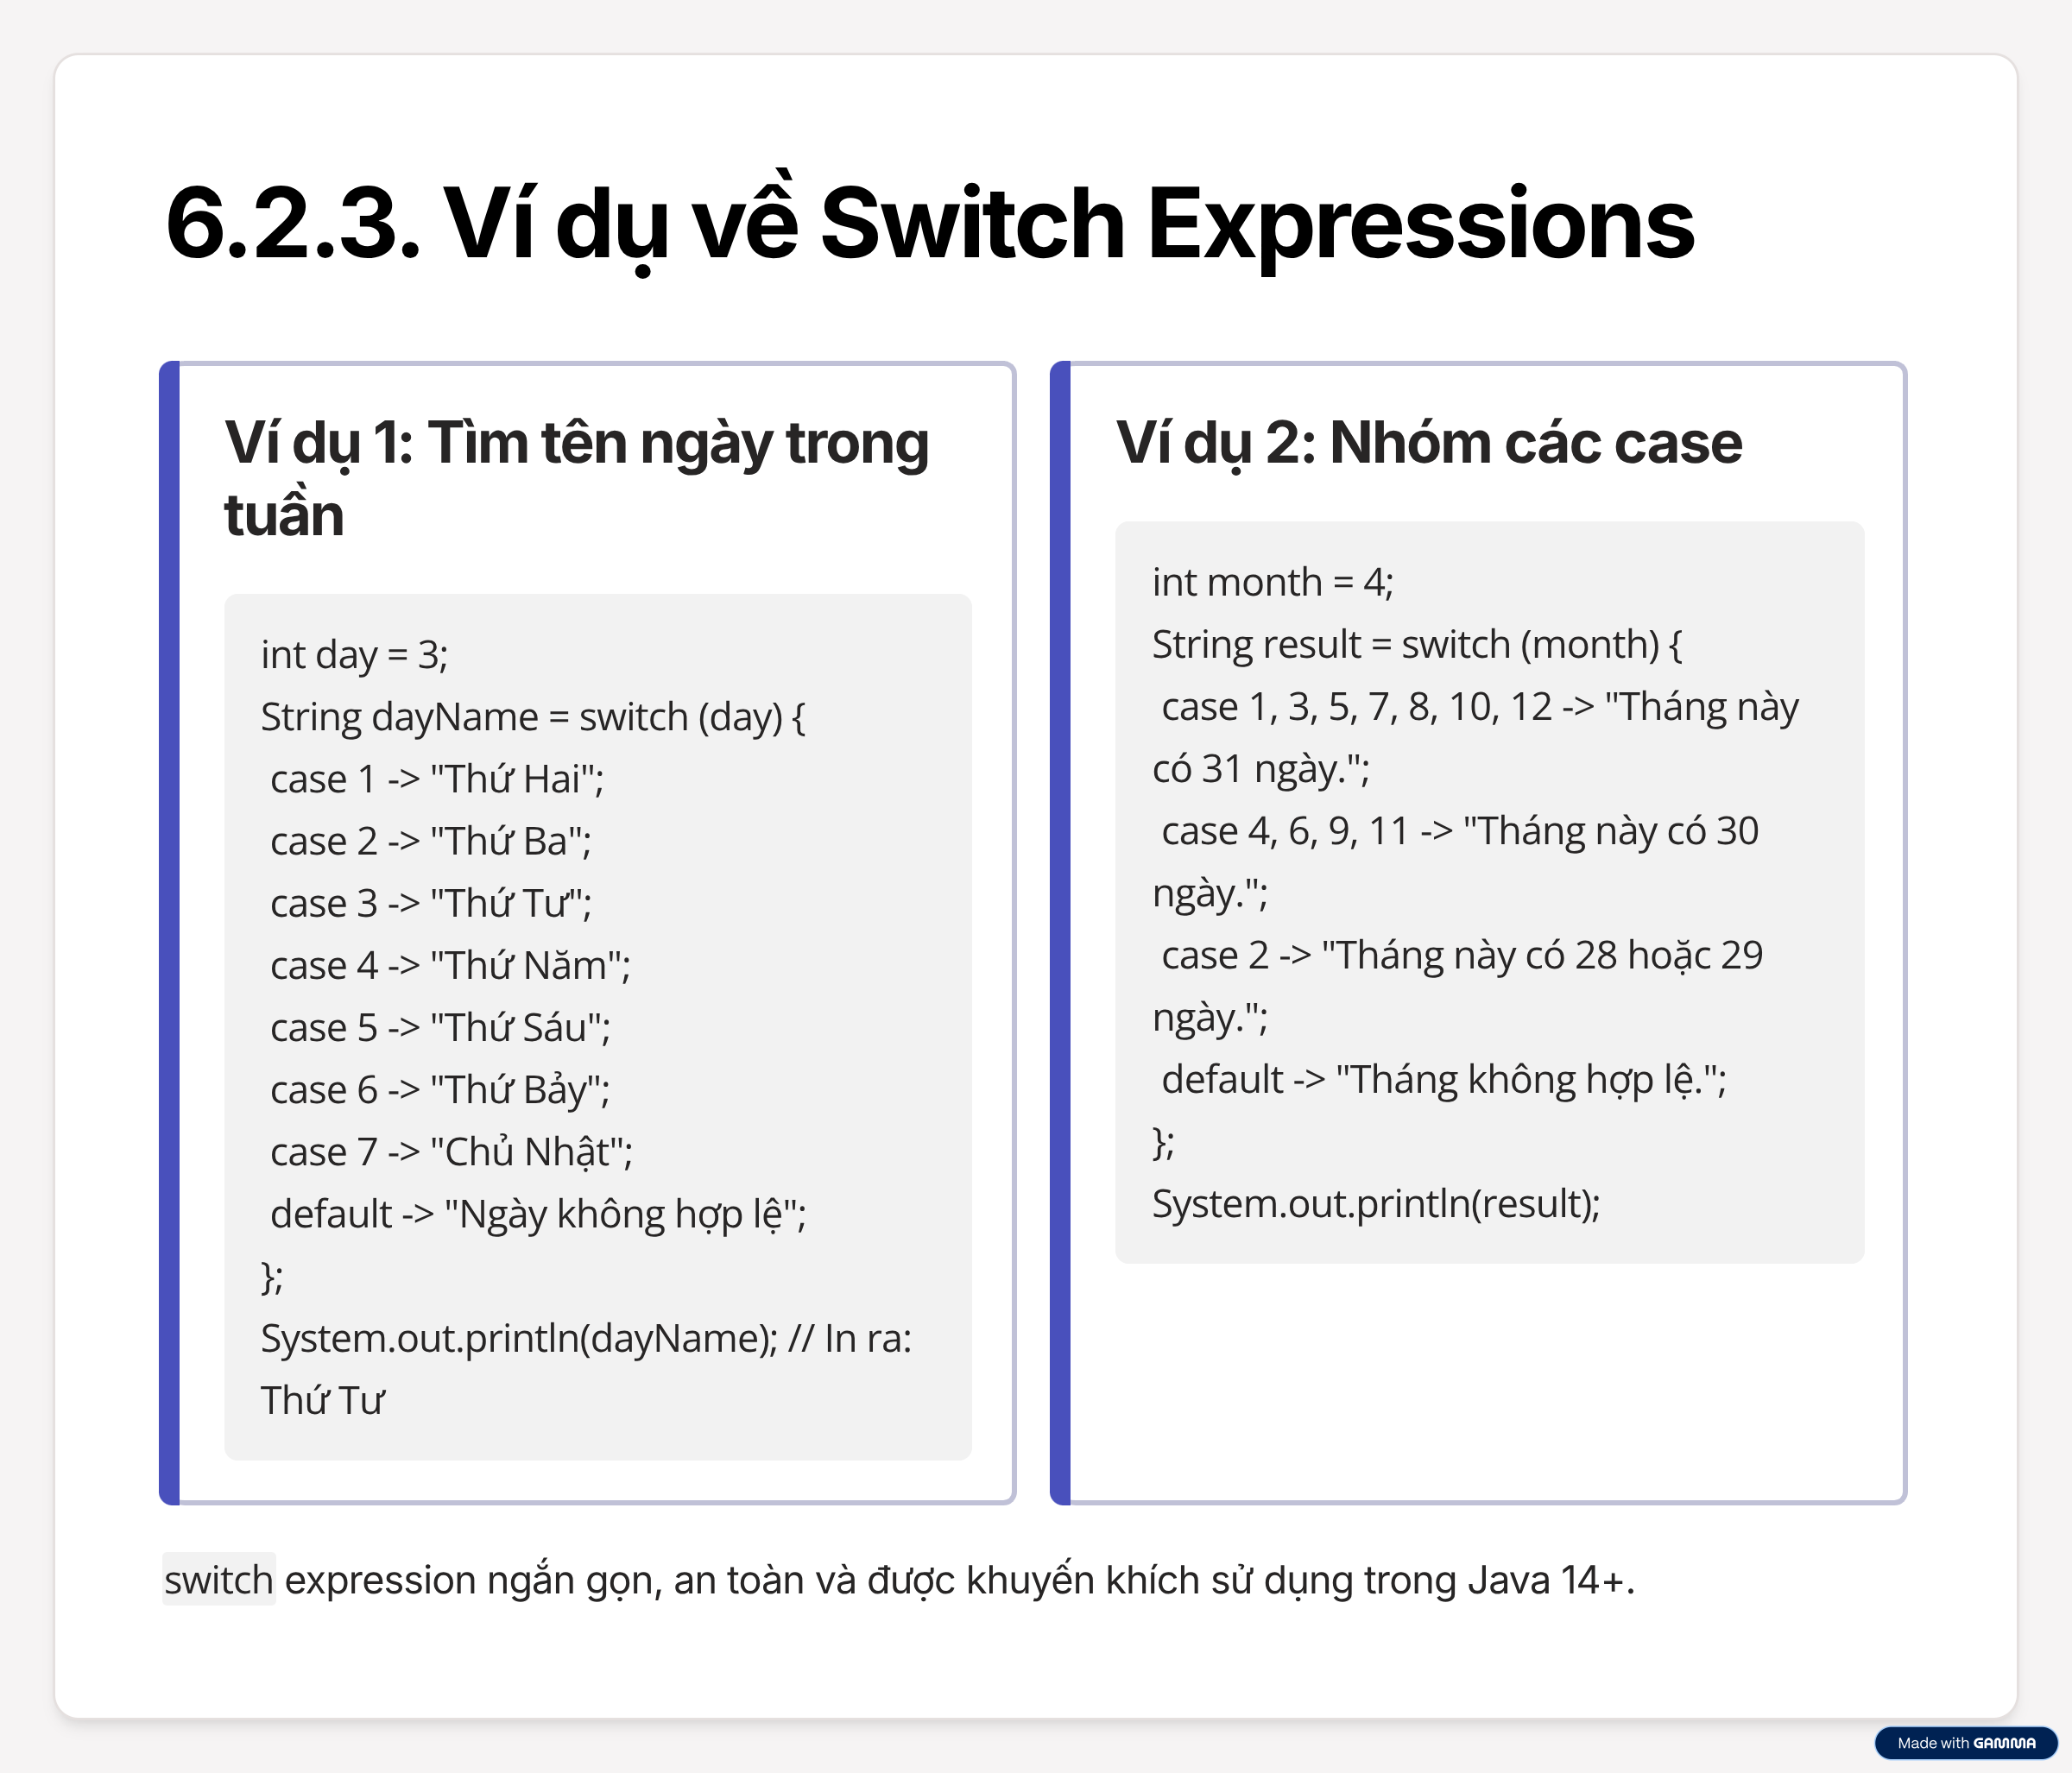 6.2.3. Ví dụ về Switch Expressions
Ví dụ 1: Tìm tên ngày trong
tuần
int day = 3;
String dayName = switch (day) {
case 1 -> "Thứ Hai";
case 2 -> "Thứ Ba";
case 3 -> "Thứ Tư";
case 4 -> "Thứ Năm";
case 5 -> "Thứ Sáu";
case 6 -> "Thứ Bảy";
case 7 -> "Chủ Nhật";
default -> "Ngày không hợp lệ";
};
System.out.println(dayName); // In ra:
Thứ Tư
Ví dụ 2: Nhóm các case
int month = 4;
String result = switch (month) {
case 1, 3, 5, 7, 8, 10, 12 -> "Tháng này
có 31 ngày.";
case 4, 6, 9, 11 -> "Tháng này có 30
ngày.";
case 2 -> "Tháng này có 28 hoặc 29
ngày.";
default -> "Tháng không hợp lệ.";
};
System.out.println(result);
switch expression ngắn gọn, an toàn và được khuyến khích sử dụng trong Java 14+.
Made with GAMMA